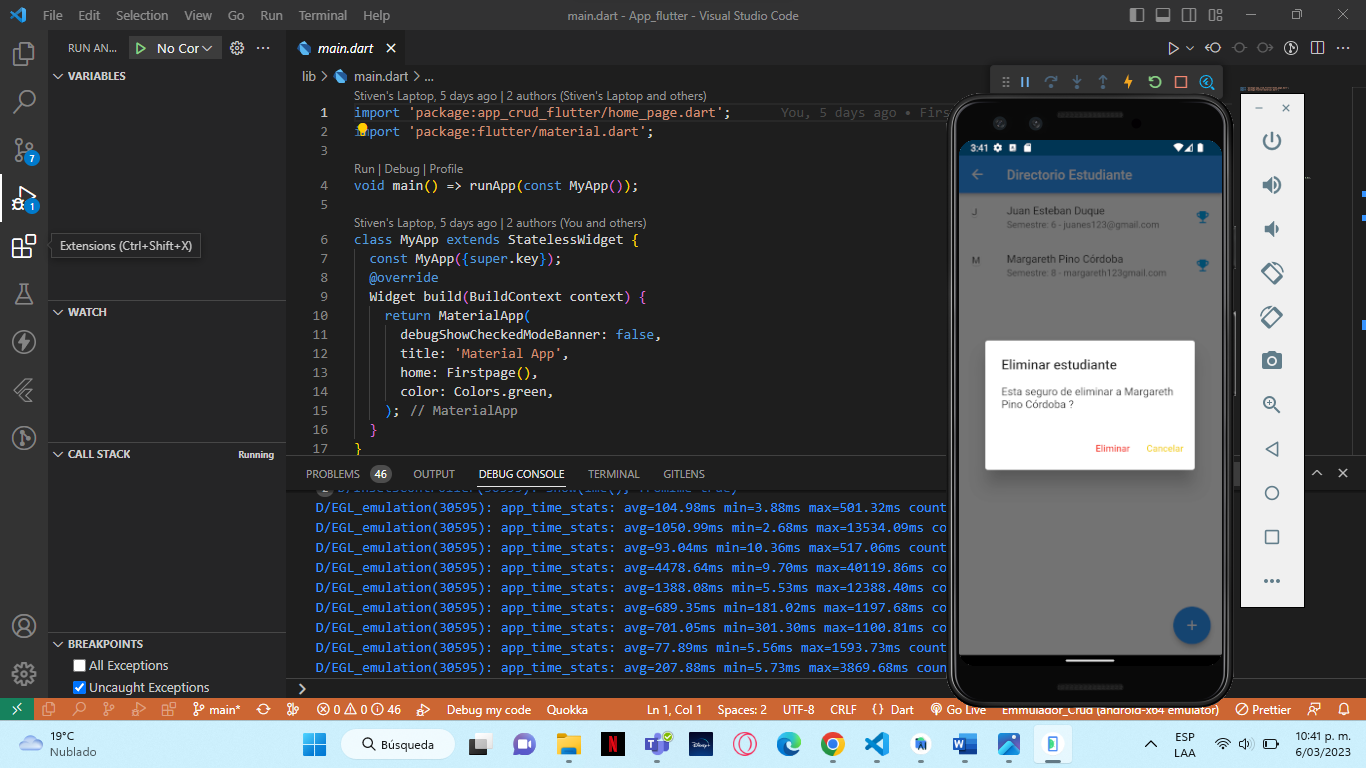 File Edit Selection View Go Run Terminal Help
main.dart - App_flutter - Visual Studio Code
RUN AN...
No Cor
main.dart
VARIABLES
lib > main.dart > ...
Stiven's Laptop, 5 days ago | 2 authors (Stiven's Laptop and others)
1 import 'package:app_crud_flutter/home_page.dart'; You, 5 days ago • Firs
2 import 'package:flutter/material.dart';
3
Run | Debug | Profile
4 void main() => runApp(const MyApp());
5
Stiven's Laptop, 5 days ago | 2 authors (You and others)
6 class MyApp extends StatelessWidget {
7 const MyApp({super.key});
8 @override
9 Widget build(BuildContext context) {
10 return MaterialApp(
11 debugShowCheckedModeBanner: false,
12 title: 'Material App',
13 home: Firstpage(),
14 color: Colors.green,
15 ); // MaterialApp
16 }
17 }
7
1
Extensions (Ctrl+Shift+X)
WATCH
CALL STACK
Running
BREAKPOINTS
All Exceptions
Uncaught Exceptions
PROBLEMS 46 OUTPUT DEBUG CONSOLE TERMINAL GITLENS
2 D/InsetsController(30595): show(ime(), fromIme=true)
D/EGL_emulation(30595): app_time_stats: avg=104.98ms min=3.88ms max=501.32ms count
D/EGL_emulation(30595): app_time_stats: avg=1050.99ms min=2.68ms max=13534.09ms co
D/EGL_emulation(30595): app_time_stats: avg=93.04ms min=10.36ms max=517.06ms count
D/EGL_emulation(30595): app_time_stats: avg=4478.64ms min=9.70ms max=40119.86ms co
D/EGL_emulation(30595): app_time_stats: avg=1388.08ms min=5.53ms max=12388.40ms co
D/EGL_emulation(30595): app_time_stats: avg=689.35ms min=181.02ms max=1197.68ms co
D/EGL_emulation(30595): app_time_stats: avg=701.05ms min=301.30ms max=1100.81ms co
D/EGL_emulation(30595): app_time_stats: avg=77.89ms min=5.56ms max=1593.73ms count
D/EGL_emulation(30595): app_time_stats: avg=207.88ms min=5.73ms max=3869.68ms count
3:41
Directorio Estudiante
J Juan Esteban Duque
Semestre: 6 - juanes123@gmail.com
M Margareth Pino Córdoba
Semestre: 8 - margareth123gmail.com
Eliminar estudiante
Esta seguro de eliminar a Margareth
Pino Córdoba ?
Eliminar Cancelar
main* 0 0 46 Debug my code Quokka Ln 1, Col 1 Spaces: 2 UTF-8 CRLF {} Dart Go Live Emmulador_Crud (android-x64 emulator) Prettier
19°C
Nublado
Búsqueda
ESP
LAA
10:41 p. m.
6/03/2023